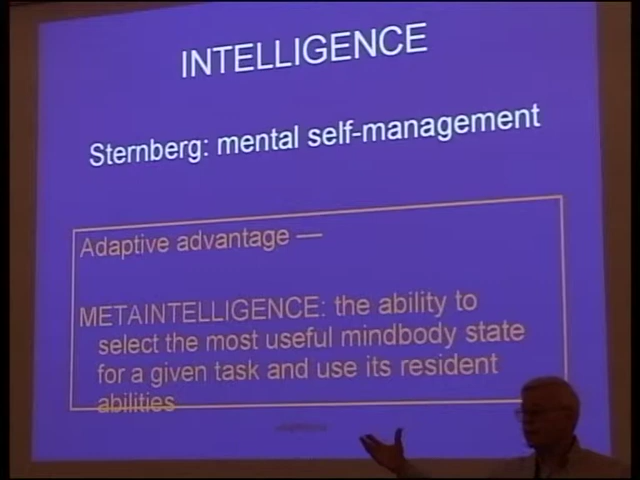 INTELLIGENCE
Sternberg: mental self-management
Adaptive advantage —
METAINTELLIGENCE: the ability to
select the most useful mindbody state
for a given task and use its resident
abilities